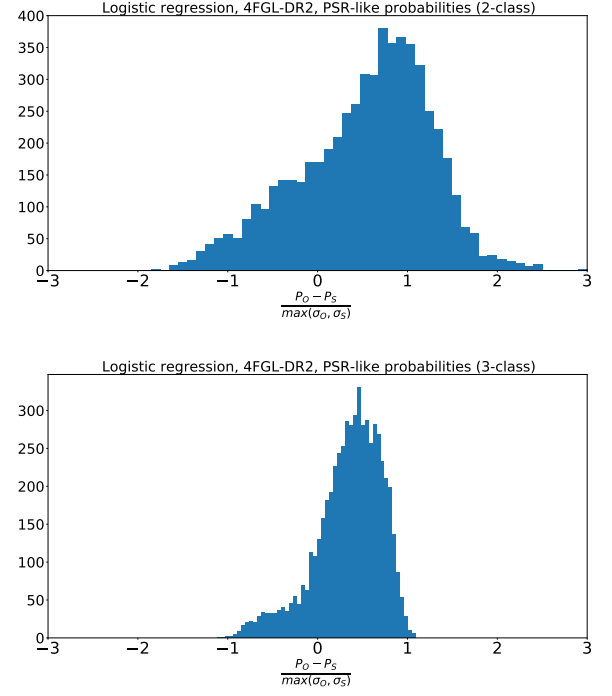 Logistic regression, 4FGL-DR2, PSR-like probabilities (2-class)
400
350
300
250
200
150
100
50
0
−3 −2 −1 0 1 2 3
P_O − P_S
max(σ_O, σ_S)
Logistic regression, 4FGL-DR2, PSR-like probabilities (3-class)
300
250
200
150
100
50
0
−3 −2 −1 0 1 2 3
P_O − P_S
max(σ_O, σ_S)